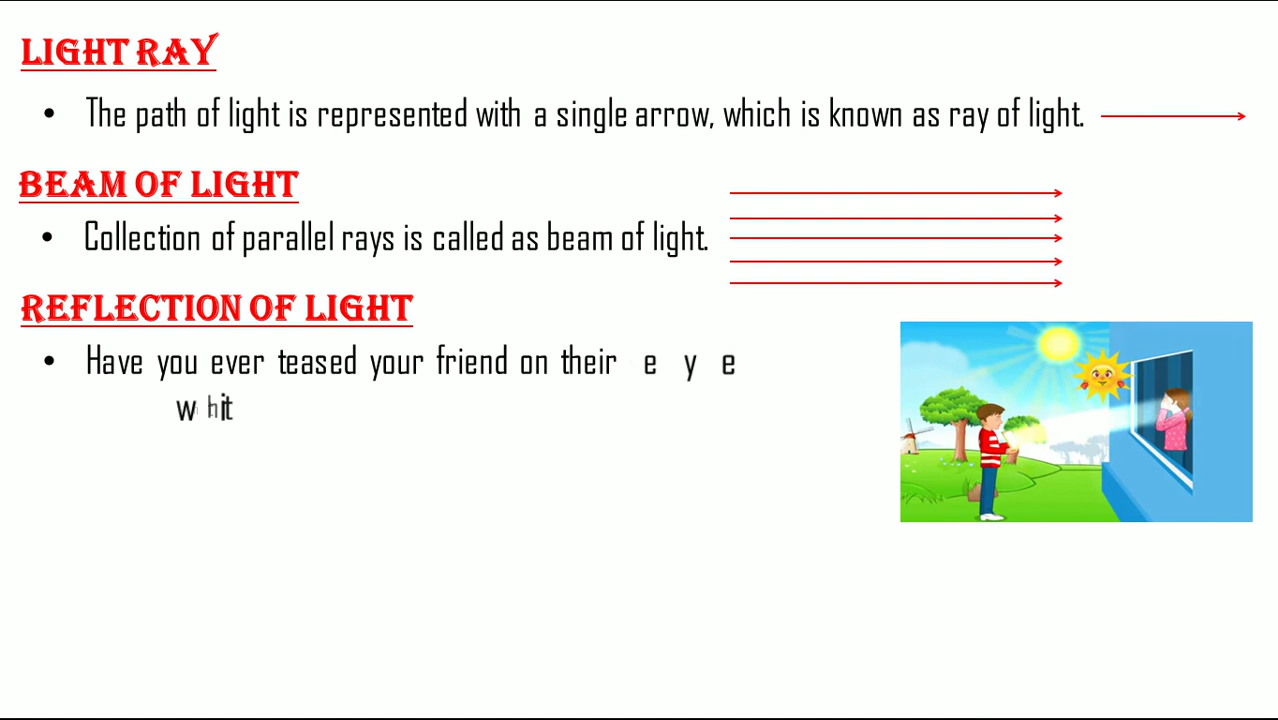 LIGHT RAY
• The path of light is represented with a single arrow, which is known as ray of light.
BEAM OF LIGHT
• Collection of parallel rays is called as beam of light.
REFLECTION OF LIGHT
• Have you ever teased your friend on their e y e
w hit